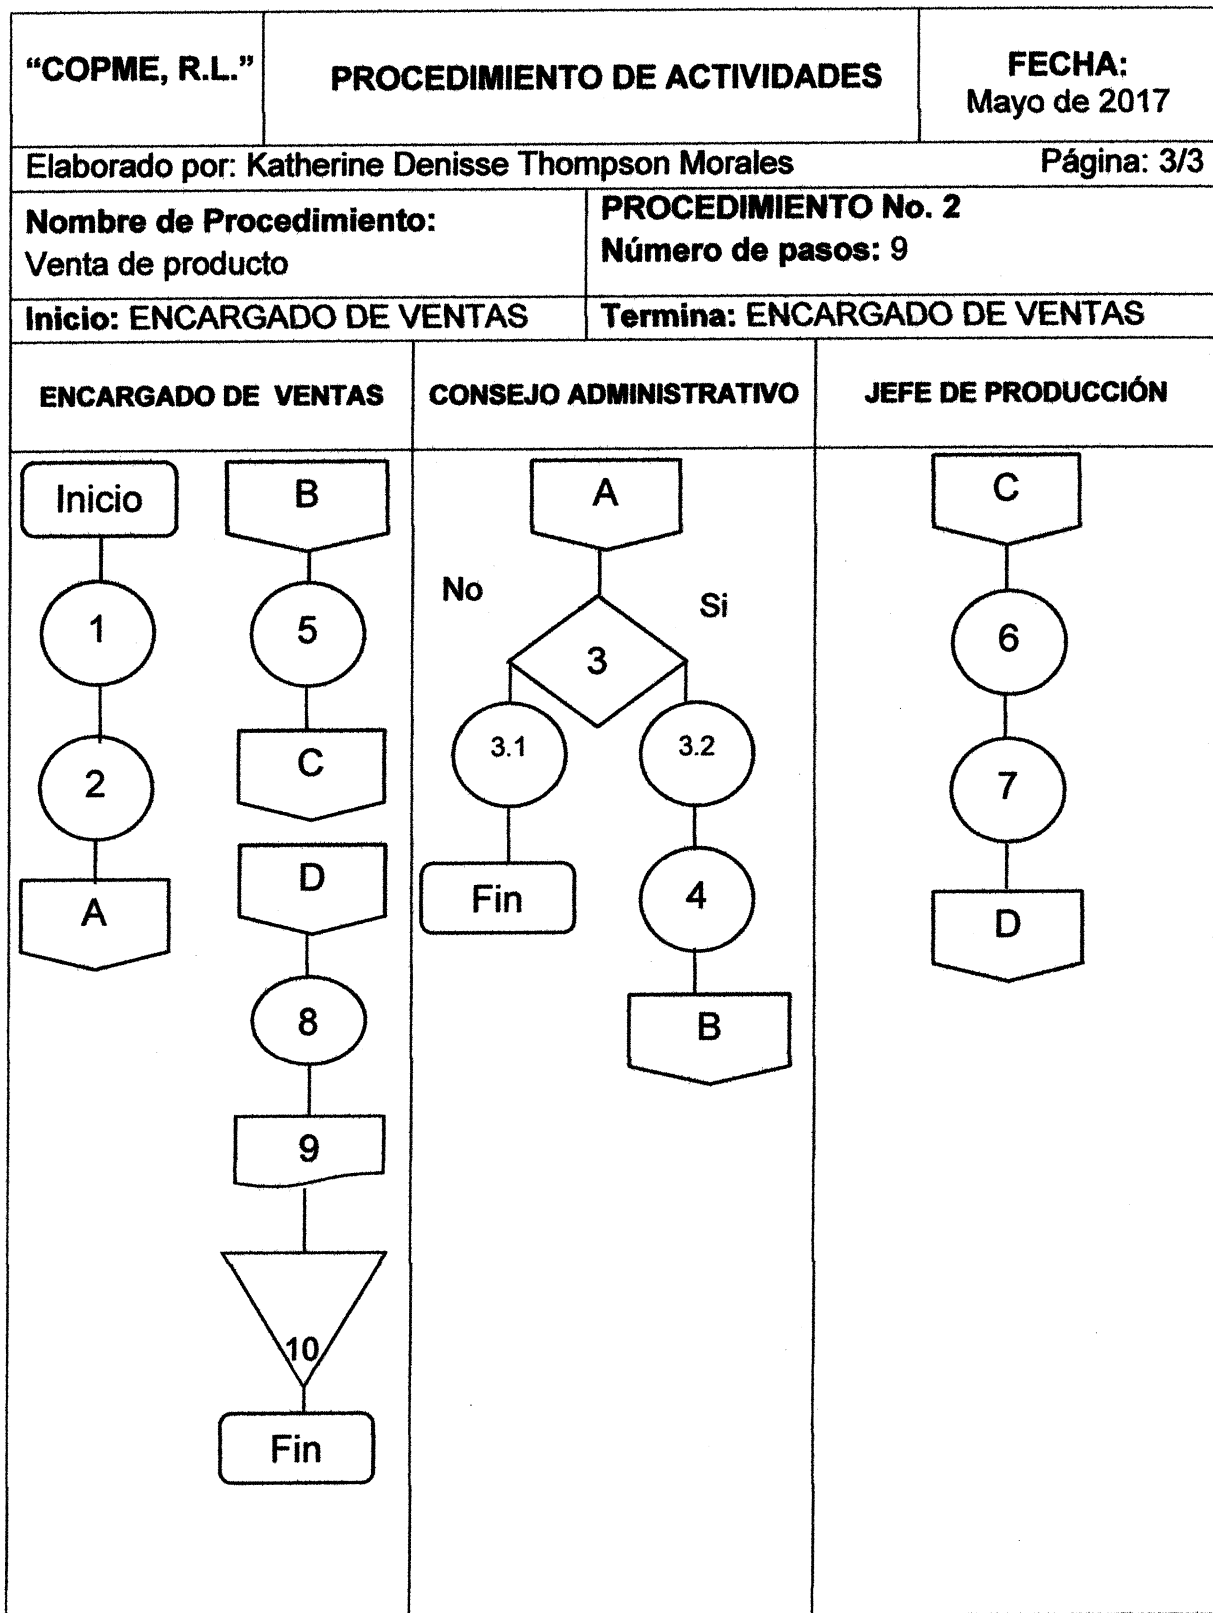 “COPME, R.L.”
PROCEDIMIENTO DE ACTIVIDADES
FECHA:
Mayo de 2017
Elaborado por: Katherine Denisse Thompson Morales
Página: 3/3
Nombre de Procedimiento:
Venta de producto
PROCEDIMIENTO No. 2
Número de pasos: 9
Inicio: ENCARGADO DE VENTAS
Termina: ENCARGADO DE VENTAS
ENCARGADO DE VENTAS
CONSEJO ADMINISTRATIVO
JEFE DE PRODUCCIÓN
Inicio
1
2
A
B
5
C
D
8
9
10
Fin
A
No
Si
3
3.1
3.2
Fin
4
B
C
6
7
D